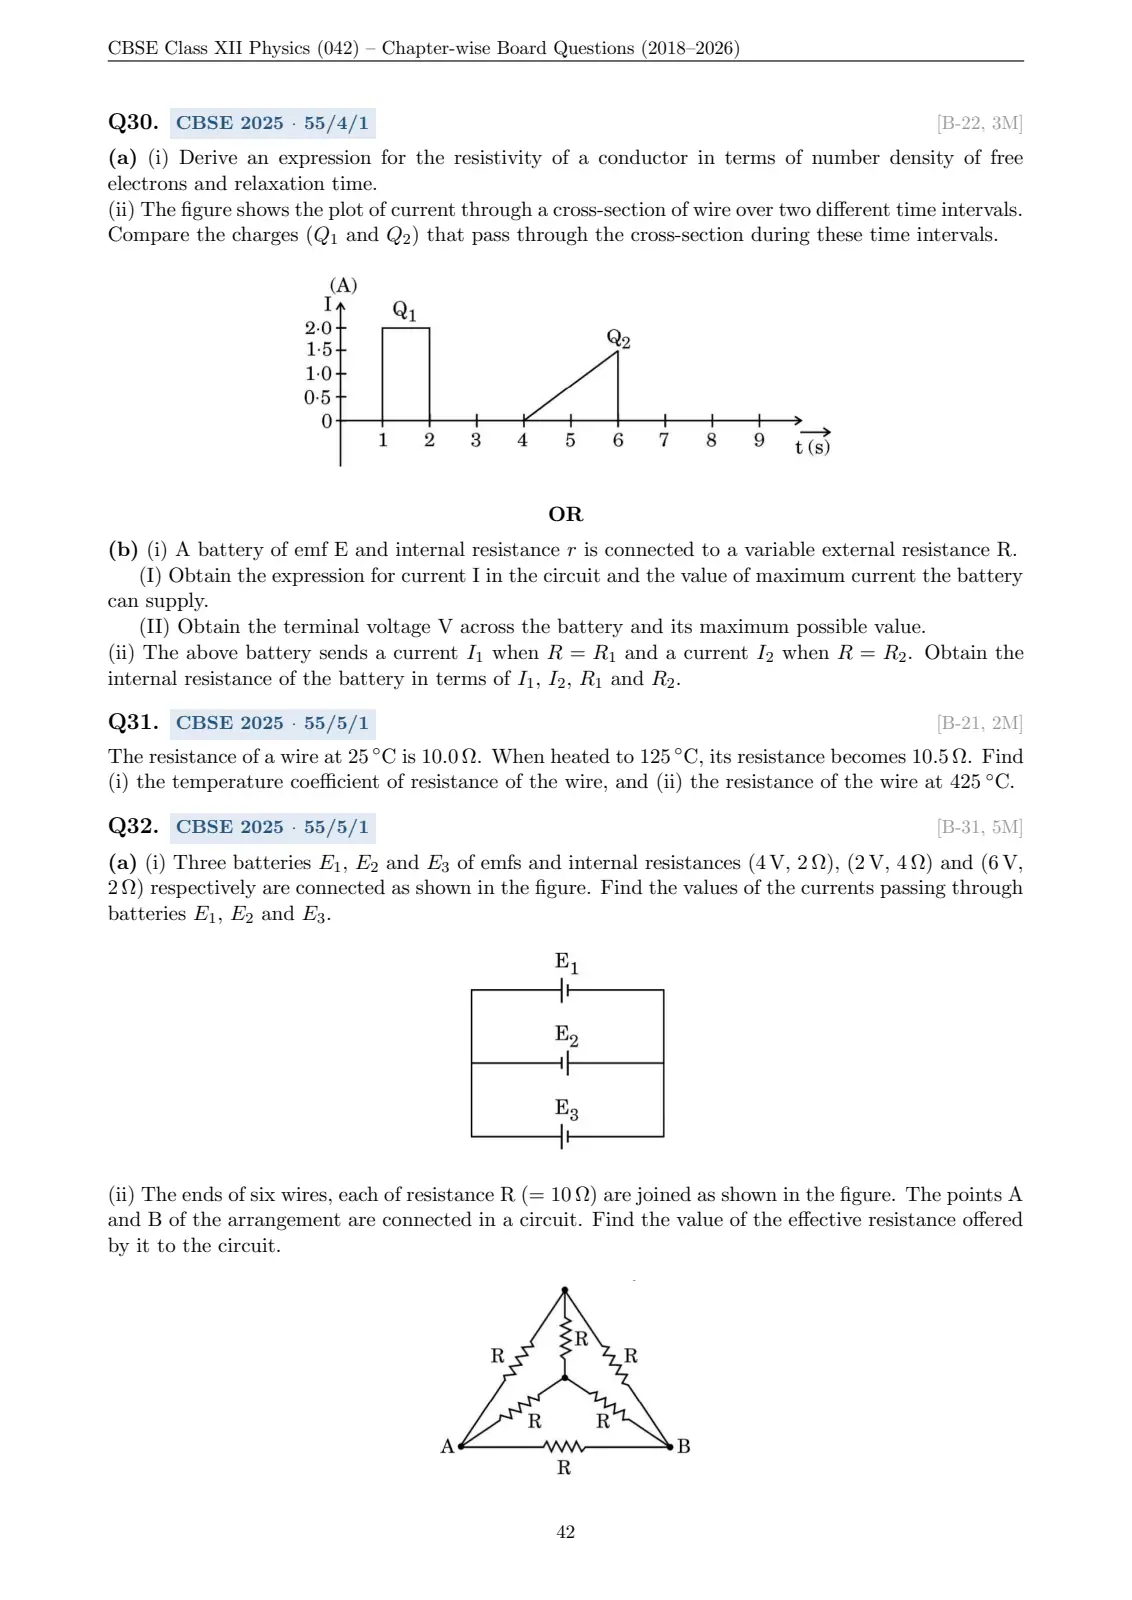 CBSE Class XII Physics (042) – Chapter-wise Board Questions (2018–2026)
Q30. CBSE 2025 · 55/4/1 [B-22, 3M]
(a) (i) Derive an expression for the resistivity of a conductor in terms of number density of free
electrons and relaxation time.
(ii) The figure shows the plot of current through a cross-section of wire over two different time intervals.
Compare the charges (Q₁ and Q₂) that pass through the cross-section during these time intervals.
(A)
I
Q₁
2·0
Q₂
1·5
1·0
0·5
0
1 2 3 4 5 6 7 8 9 t (s)
OR
(b) (i) A battery of emf E and internal resistance r is connected to a variable external resistance R.
(I) Obtain the expression for current I in the circuit and the value of maximum current the battery
can supply.
(II) Obtain the terminal voltage V across the battery and its maximum possible value.
(ii) The above battery sends a current I₁ when R = R₁ and a current I₂ when R = R₂. Obtain the
internal resistance of the battery in terms of I₁, I₂, R₁ and R₂.
Q31. CBSE 2025 · 55/5/1 [B-21, 2M]
The resistance of a wire at 25 °C is 10.0 Ω. When heated to 125 °C, its resistance becomes 10.5 Ω. Find
(i) the temperature coefficient of resistance of the wire, and (ii) the resistance of the wire at 425 °C.
Q32. CBSE 2025 · 55/5/1 [B-31, 5M]
(a) (i) Three batteries E₁, E₂ and E₃ of emfs and internal resistances (4 V, 2 Ω), (2 V, 4 Ω) and (6 V,
2 Ω) respectively are connected as shown in the figure. Find the values of the currents passing through
batteries E₁, E₂ and E₃.
E₁
E₂
E₃
(ii) The ends of six wires, each of resistance R (= 10 Ω) are joined as shown in the figure. The points A
and B of the arrangement are connected in a circuit. Find the value of the effective resistance offered
by it to the circuit.
R
R R
R R
A B
R
42